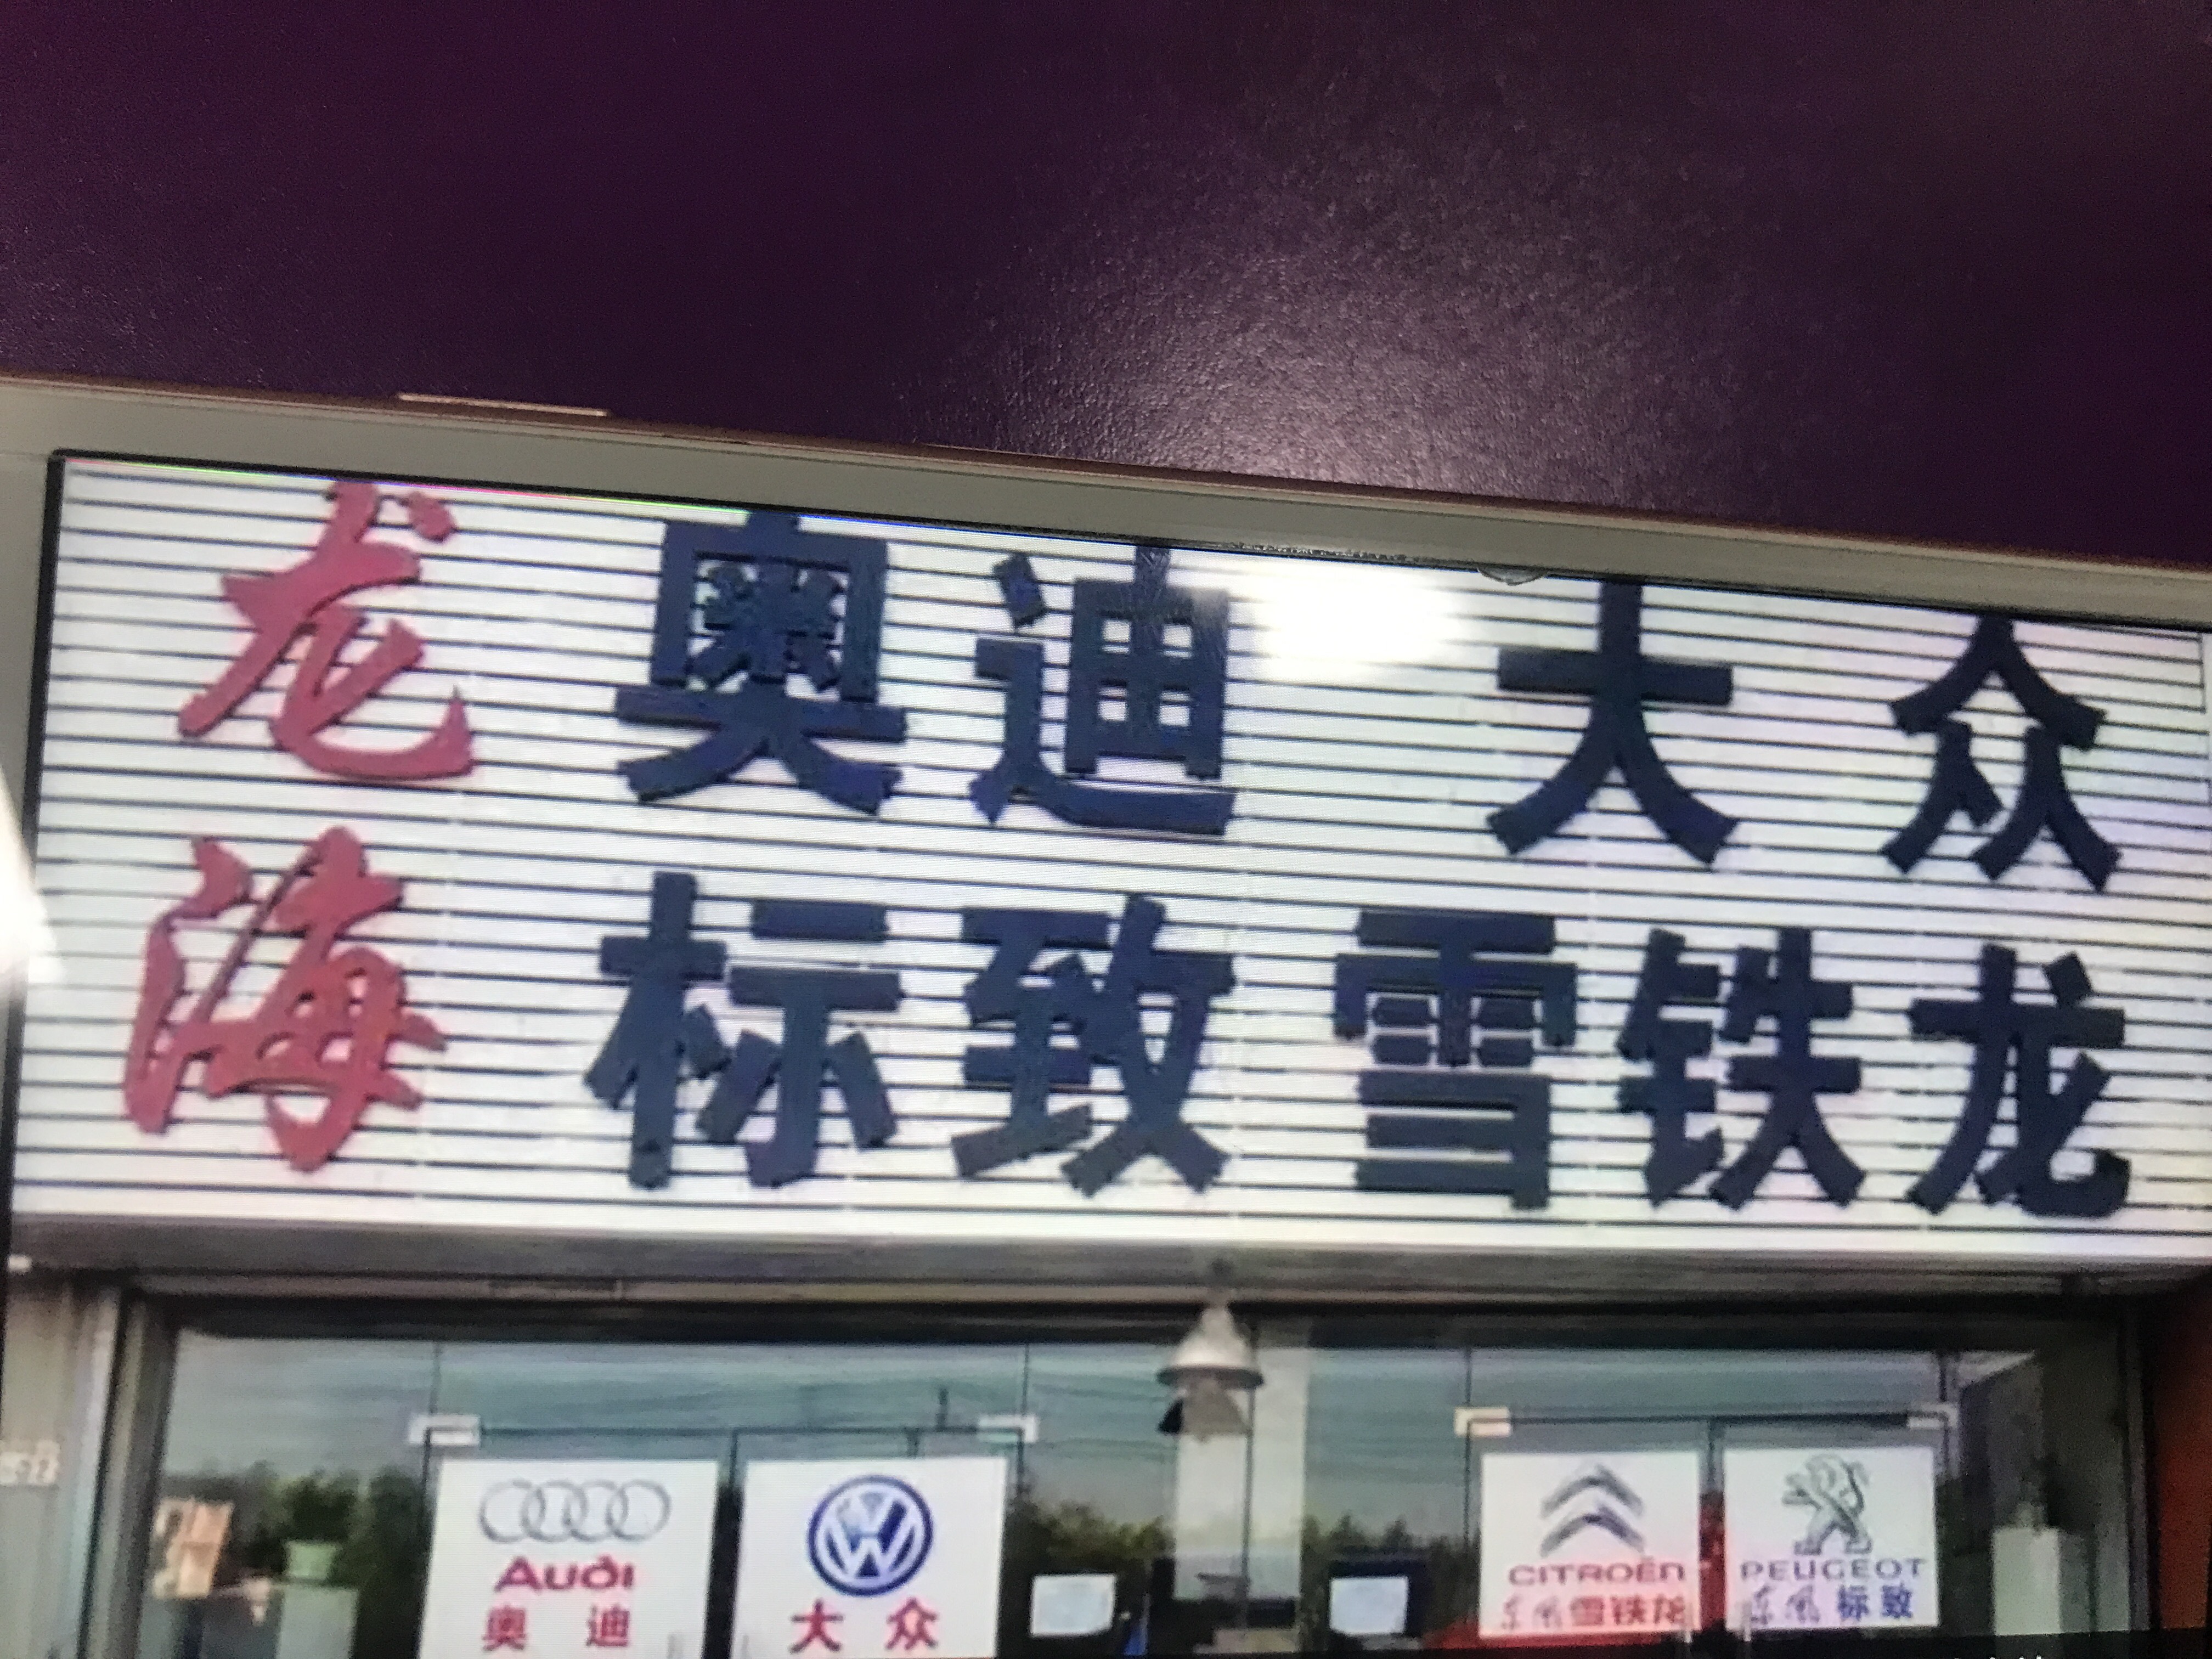 龙 奥迪 大众
海 标致 雪铁龙
Audi
奥迪
大众
CITROËN
东风雪铁龙
PEUGEOT
东风标致